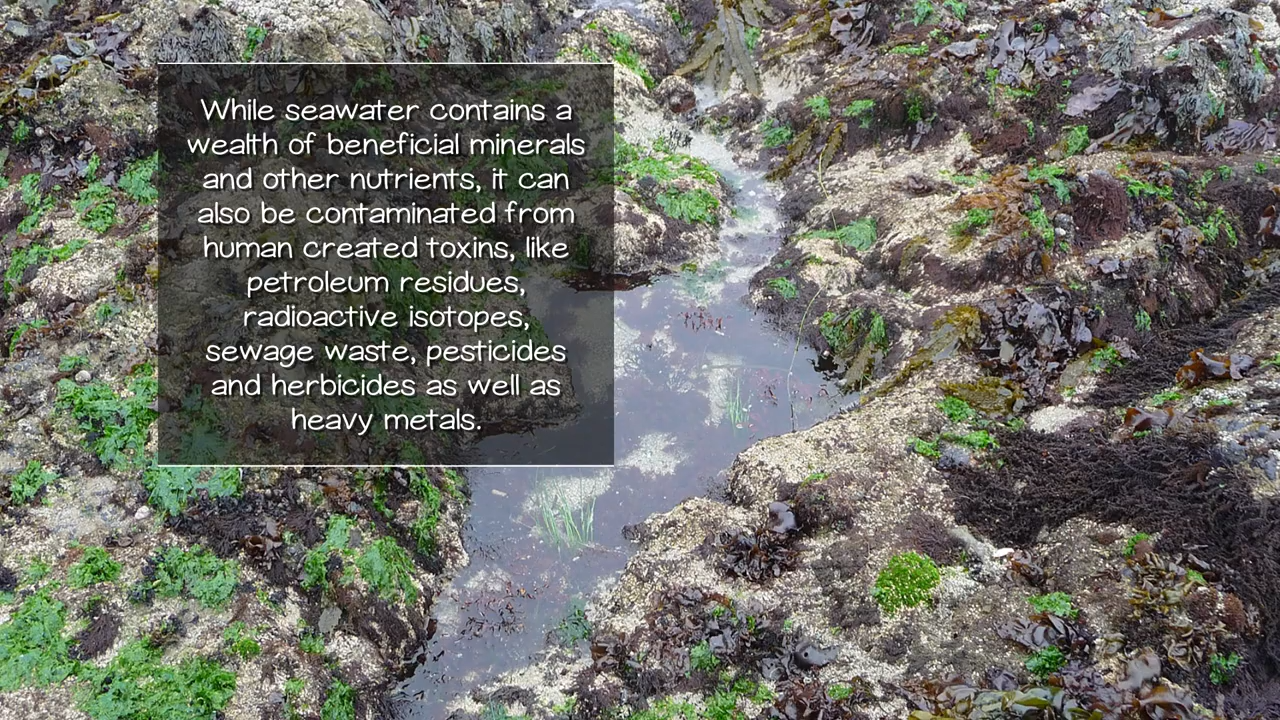 While seawater contains a
wealth of beneficial minerals
and other nutrients, it can
also be contaminated from
human created toxins, like
petroleum residues,
radioactive isotopes,
sewage waste, pesticides
and herbicides as well as
heavy metals.